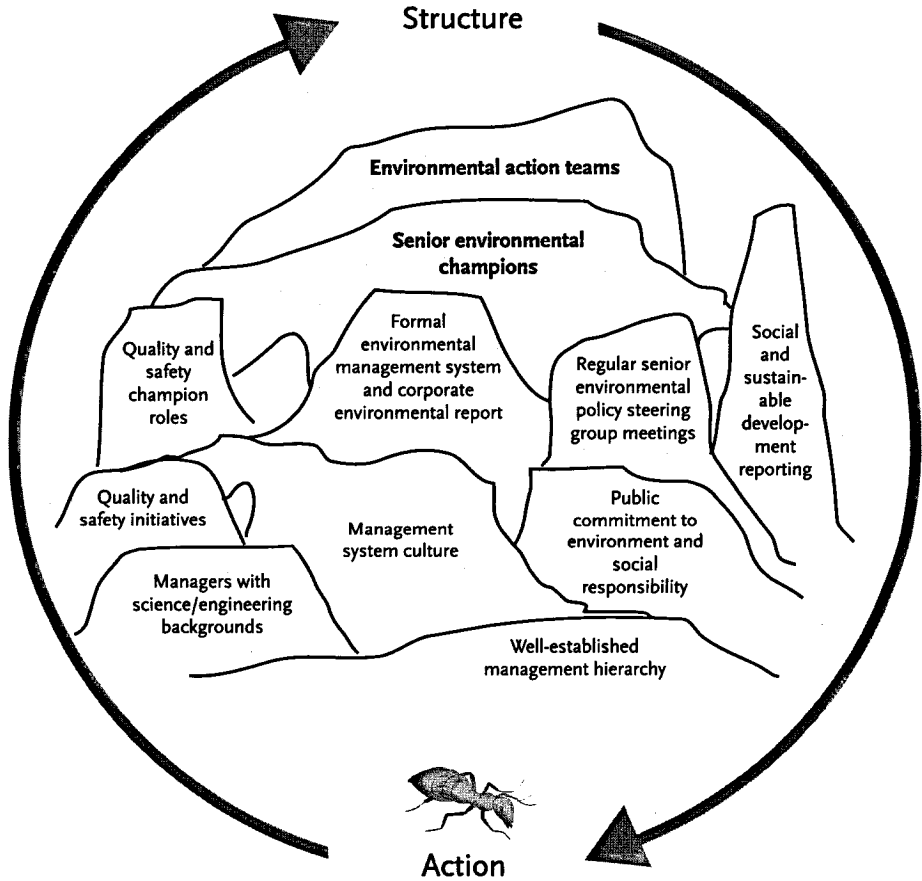 Structure
Environmental action teams
Senior environmental
champions
Quality and
safety
champion
roles
Formal
environmental
management system
and corporate
environmental report
Regular senior
environmental
policy steering
group meetings
Social
and
sustain-
able
develop-
ment
reporting
Quality and
safety initiatives
Management
system culture
Public
commitment to
environment and
social
responsibility
Managers with
science/engineering
backgrounds
Well-established
management hierarchy
Action